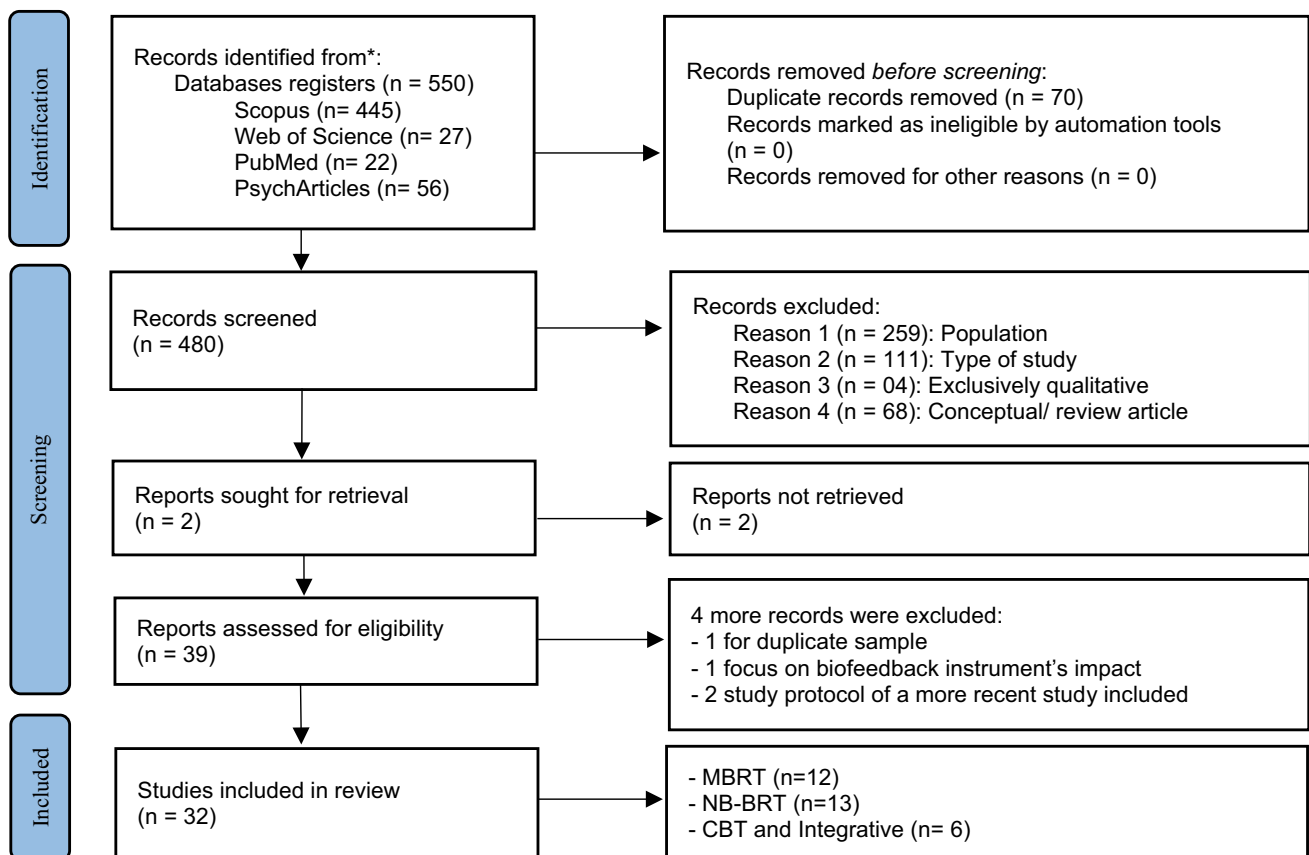 Identification
Records identified from*:
Databases registers (n = 550)
Scopus (n= 445)
Web of Science (n= 27)
PubMed (n= 22)
PsychArticles (n= 56)
Records removed before screening:
Duplicate records removed (n = 70)
Records marked as ineligible by automation tools
(n = 0)
Records removed for other reasons (n = 0)
Screening
Records screened
(n = 480)
Records excluded:
Reason 1 (n = 259): Population
Reason 2 (n = 111): Type of study
Reason 3 (n = 04): Exclusively qualitative
Reason 4 (n = 68): Conceptual/ review article
Reports sought for retrieval
(n = 2)
Reports not retrieved
(n = 2)
Reports assessed for eligibility
(n = 39)
4 more records were excluded:
- 1 for duplicate sample
- 1 focus on biofeedback instrument's impact
- 2 study protocol of a more recent study included
Included
Studies included in review
(n = 32)
- MBRT (n=12)
- NB-BRT (n=13)
- CBT and Integrative (n= 6)